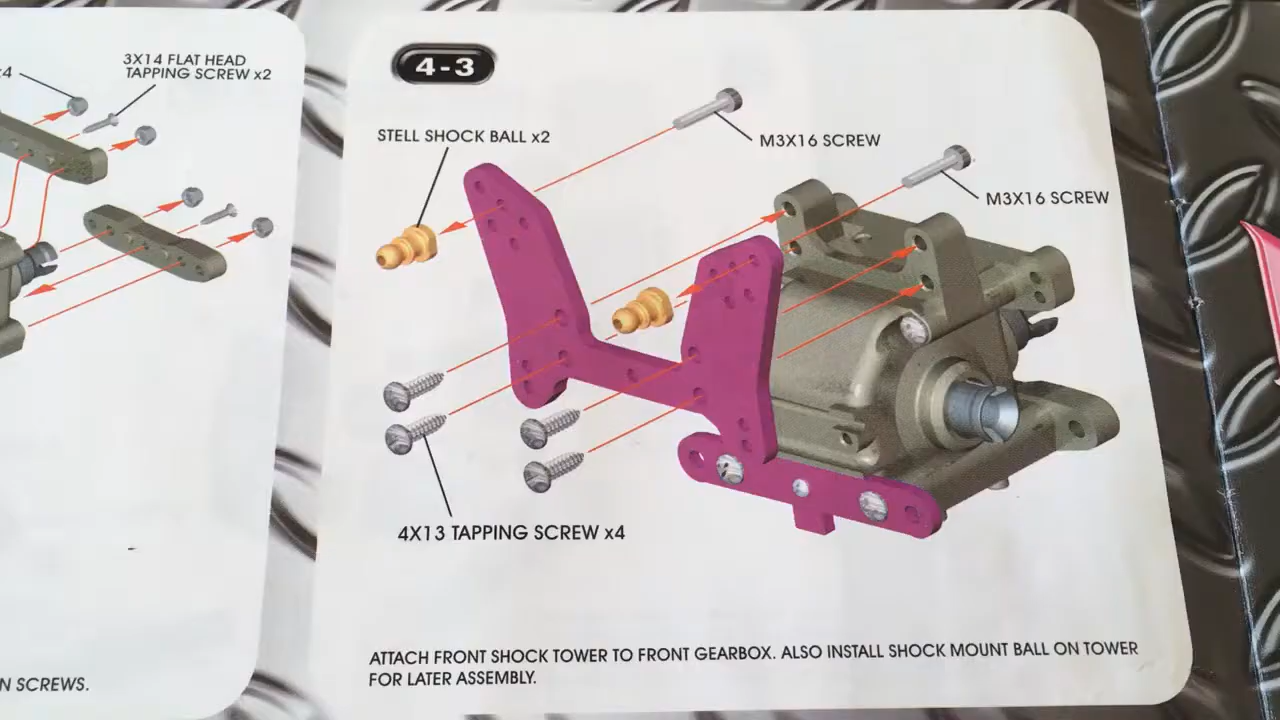 x4
3X14 FLAT HEAD
TAPPING SCREW x2
N SCREWS.
4-3
STELL SHOCK BALL x2
M3X16 SCREW
M3X16 SCREW
4X13 TAPPING SCREW x4
ATTACH FRONT SHOCK TOWER TO FRONT GEARBOX. ALSO INSTALL SHOCK MOUNT BALL ON TOWER
FOR LATER ASSEMBLY.